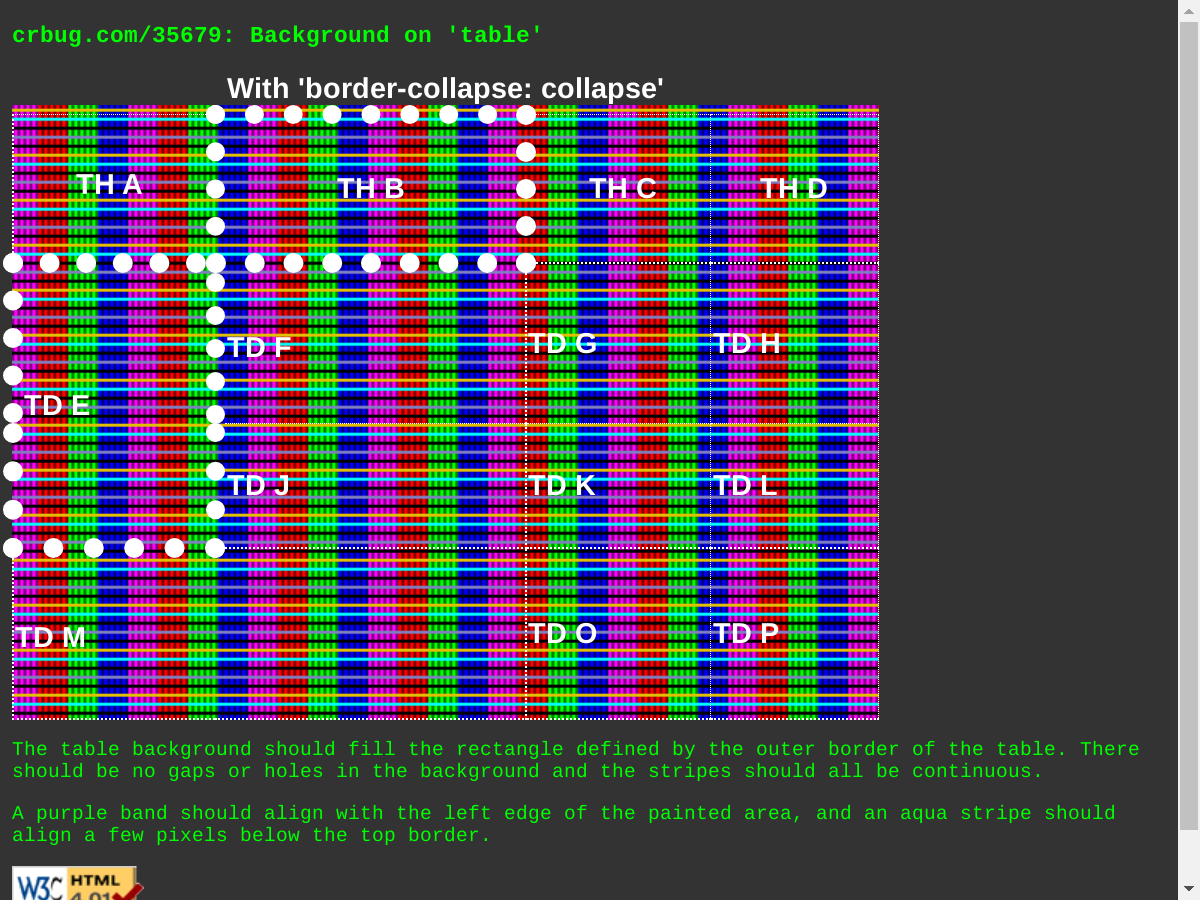 crbug.com/35679: Background on 'table'
With 'border-collapse: collapse'
TH A TH B TH C TH D
TD F TD G TD H
TD E
TD J TD K TD L
TD M TD O TD P
The table background should fill the rectangle defined by the outer border of the table. There
should be no gaps or holes in the background and the stripes should all be continuous.
A purple band should align with the left edge of the painted area, and an aqua stripe should
align a few pixels below the top border.
W3C HTML
4.01